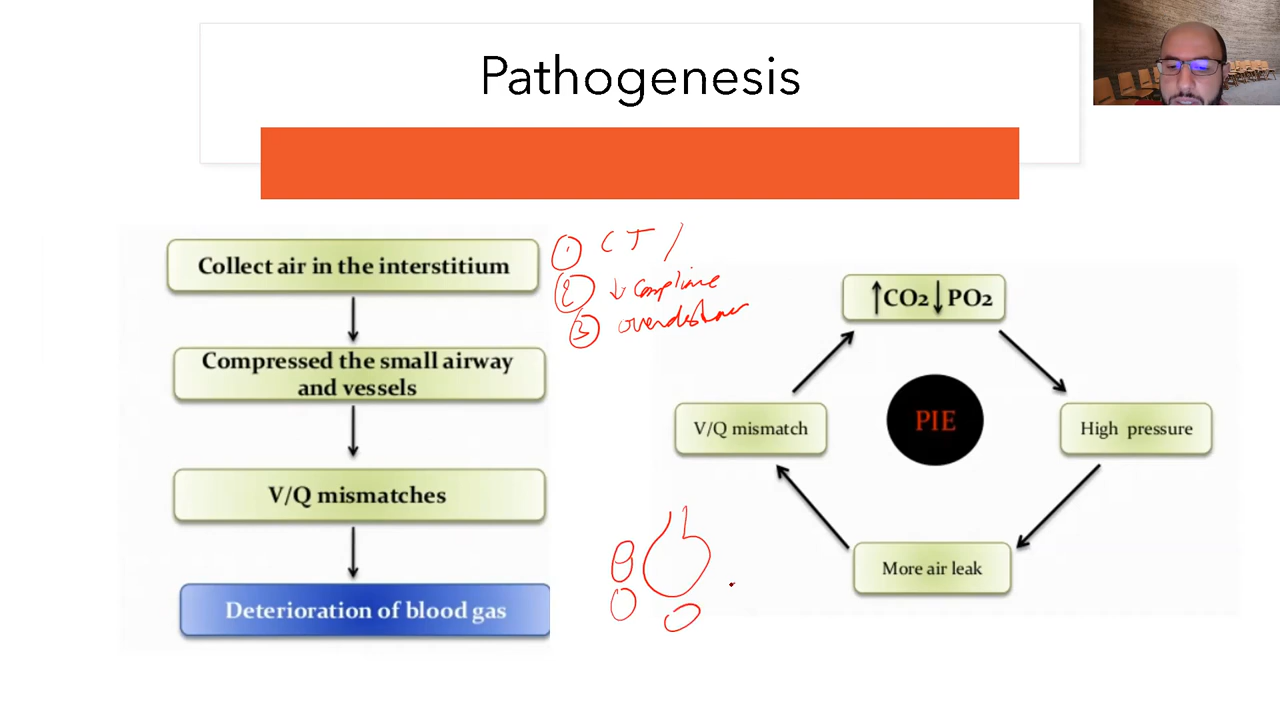 Pathogenesis
Collect air in the interstitium
Compressed the small airway
and vessels
V/Q mismatches
Deterioration of blood gas
① CT /
② ↓
③
↑CO2↓PO2
V/Q mismatch
PIE
High pressure
More air leak